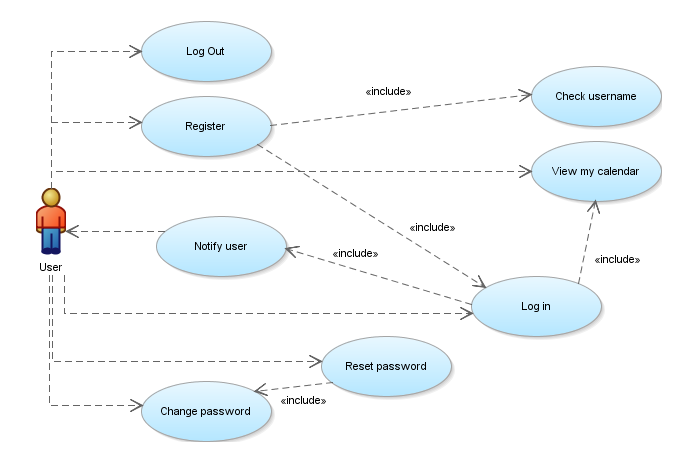 Log Out
«include»
Check username
Register
View my calendar
«include»
Notify user
«include»
«include»
User
Log in
Reset password
«include»
Change password